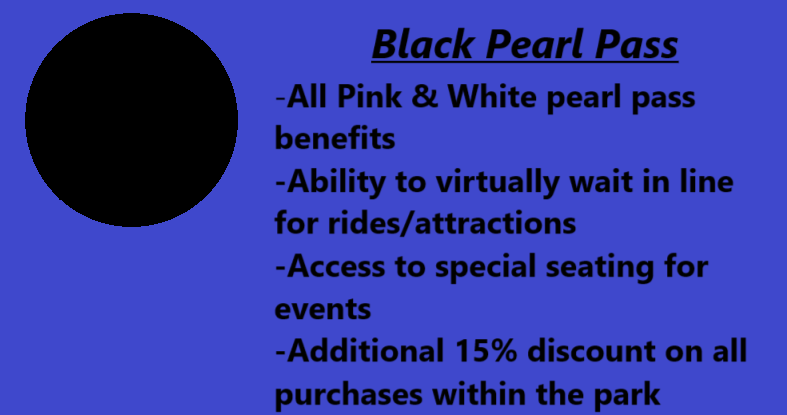 Black Pearl Pass
-All Pink & White pearl pass
benefits
-Ability to virtually wait in line
for rides/attractions
-Access to special seating for
events
-Additional 15% discount on all
purchases within the park